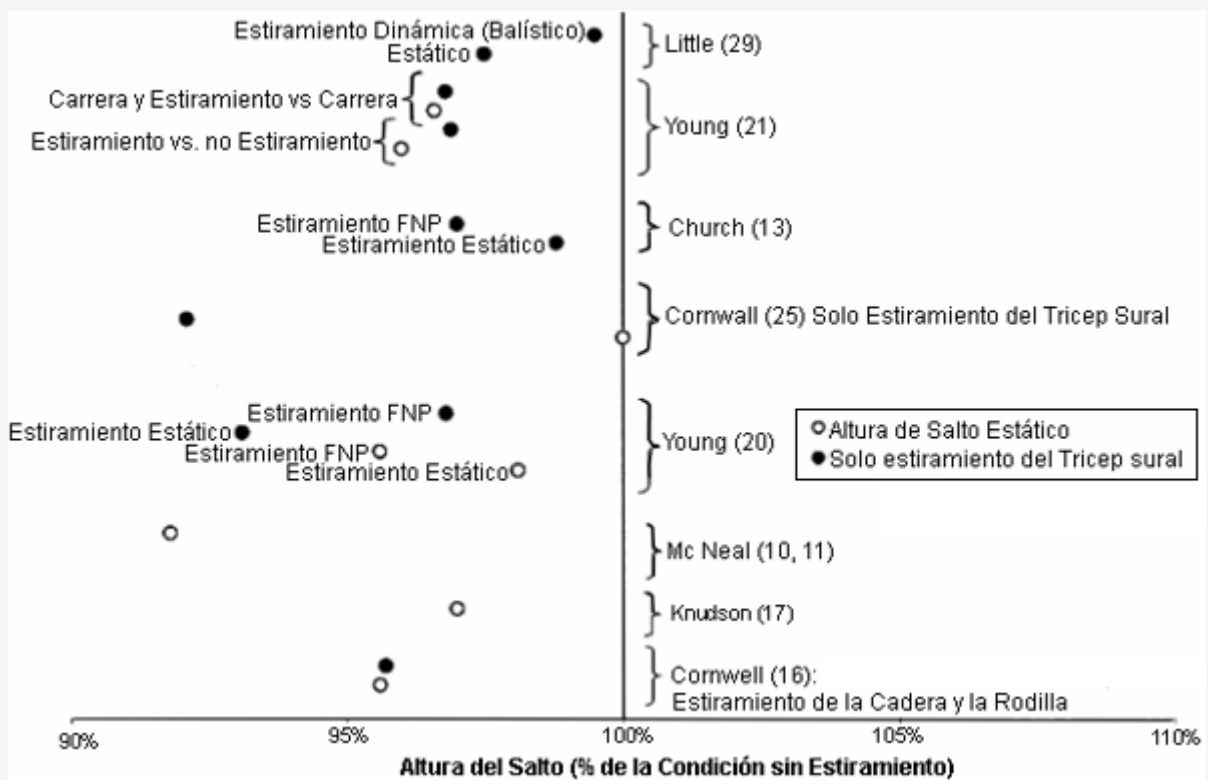 Estiramiento Dinámica (Balístico)
Estático
Little (29)
Carrera y Estiramiento vs Carrera
Estiramiento vs. no Estiramiento
Young (21)
Estiramiento FNP
Estiramiento Estático
Church (13)
Cornwall (25) Solo Estiramiento del Tricep Sural
Estiramiento FNP
Estiramiento Estático
Estiramiento FNP
Estiramiento Estático
Young (20)
Altura de Salto Estático
Solo estiramiento del Tricep sural
Mc Neal (10, 11)
Knudson (17)
Cornwell (16):
Estiramiento de la Cadera y la Rodilla
90% 95% 100% 105% 110%
Altura del Salto (% de la Condición sin Estiramiento)